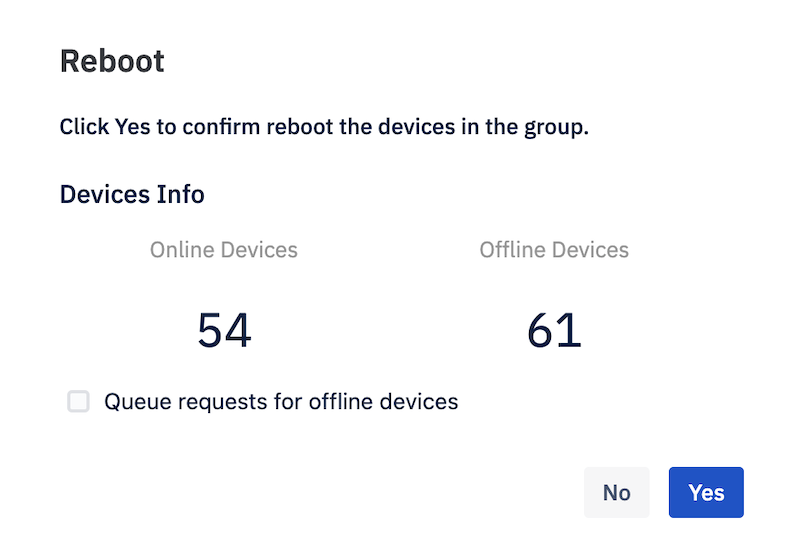 Reboot
Click Yes to confirm reboot the devices in the group.
Devices Info
Online Devices
Offline Devices
54
61
Queue requests for offline devices
No
Yes